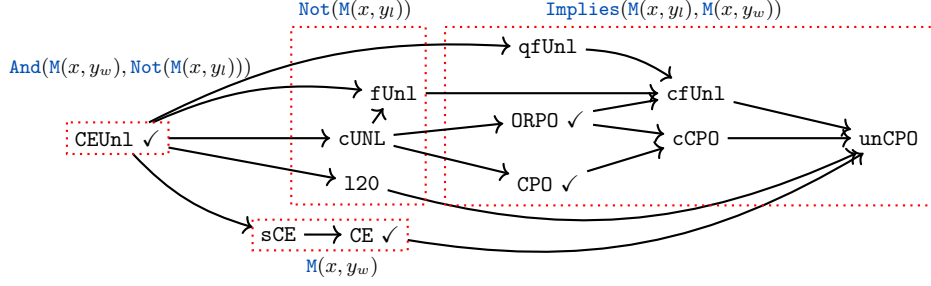 Not(M(x, y_l))
Implies(M(x, y_l), M(x, y_w))
qfUnl
And(M(x, y_w), Not(M(x, y_l)))
fUnl
cfUnl
ORPO ✓
CEUnl ✓
cUNL
cCPO
unCPO
l20
CPO ✓
sCE
CE ✓
M(x, y_w)